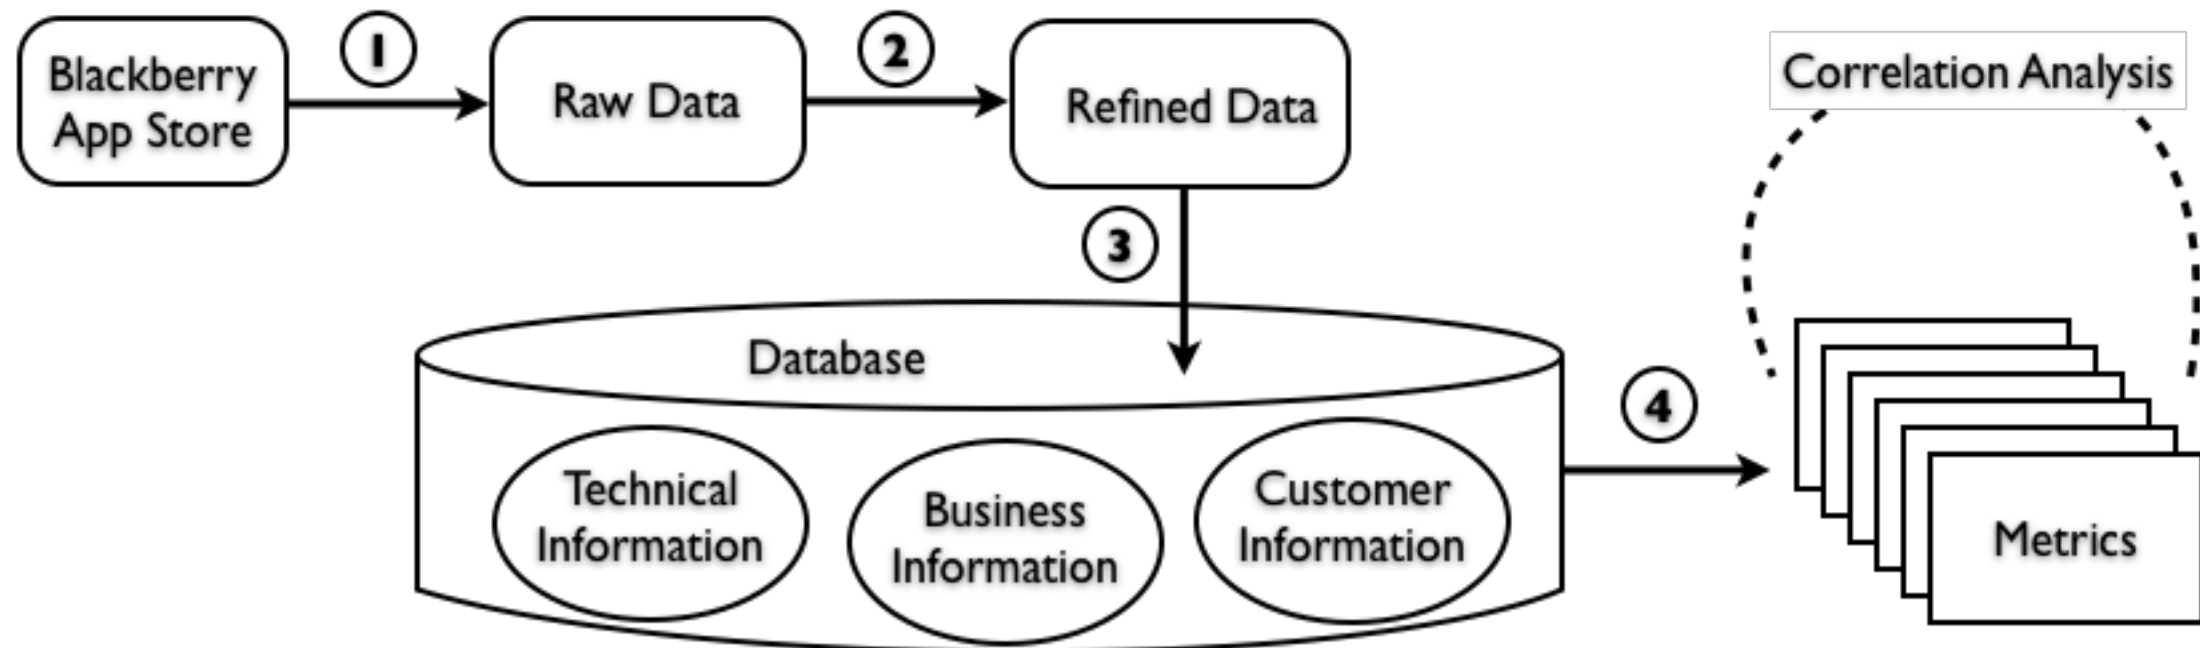 Blackberry
App Store
1
Raw Data
2
Refined Data
Correlation Analysis
3
Database
4
Technical
Information
Business
Information
Customer
Information
Metrics